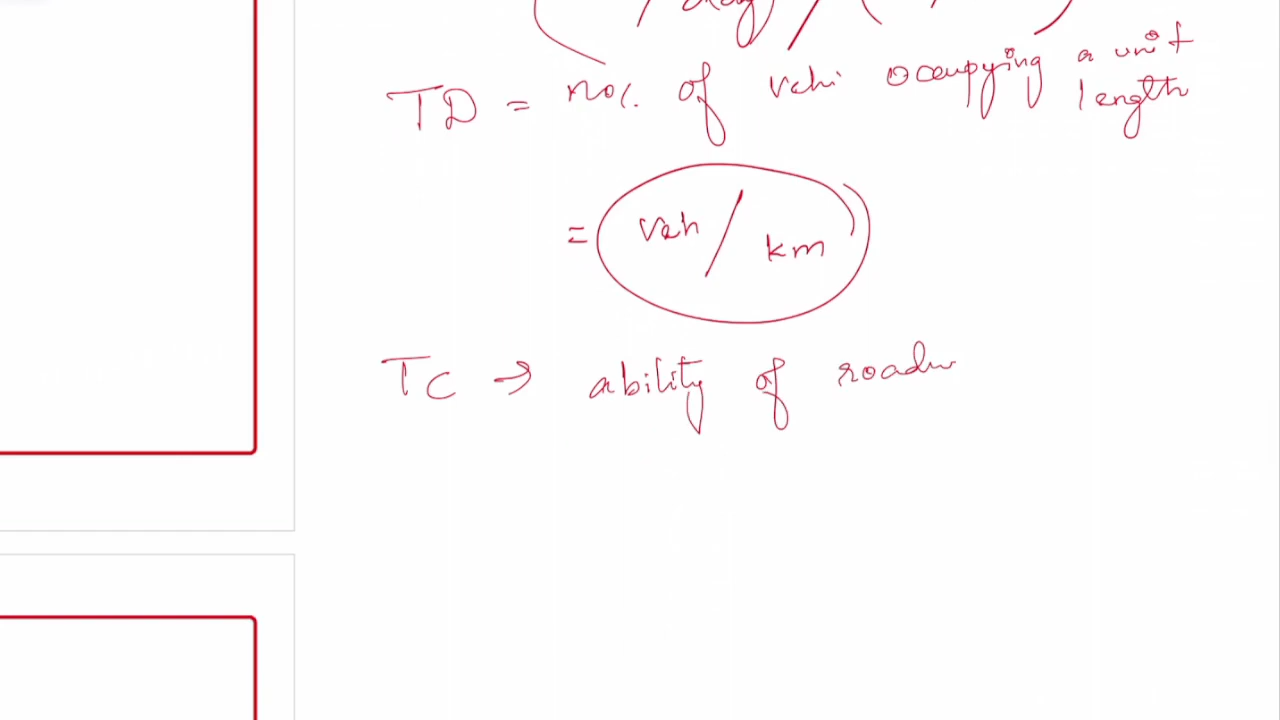 TD = no. of vehi occupying a unit length
= veh / km
TC → ability of roadw